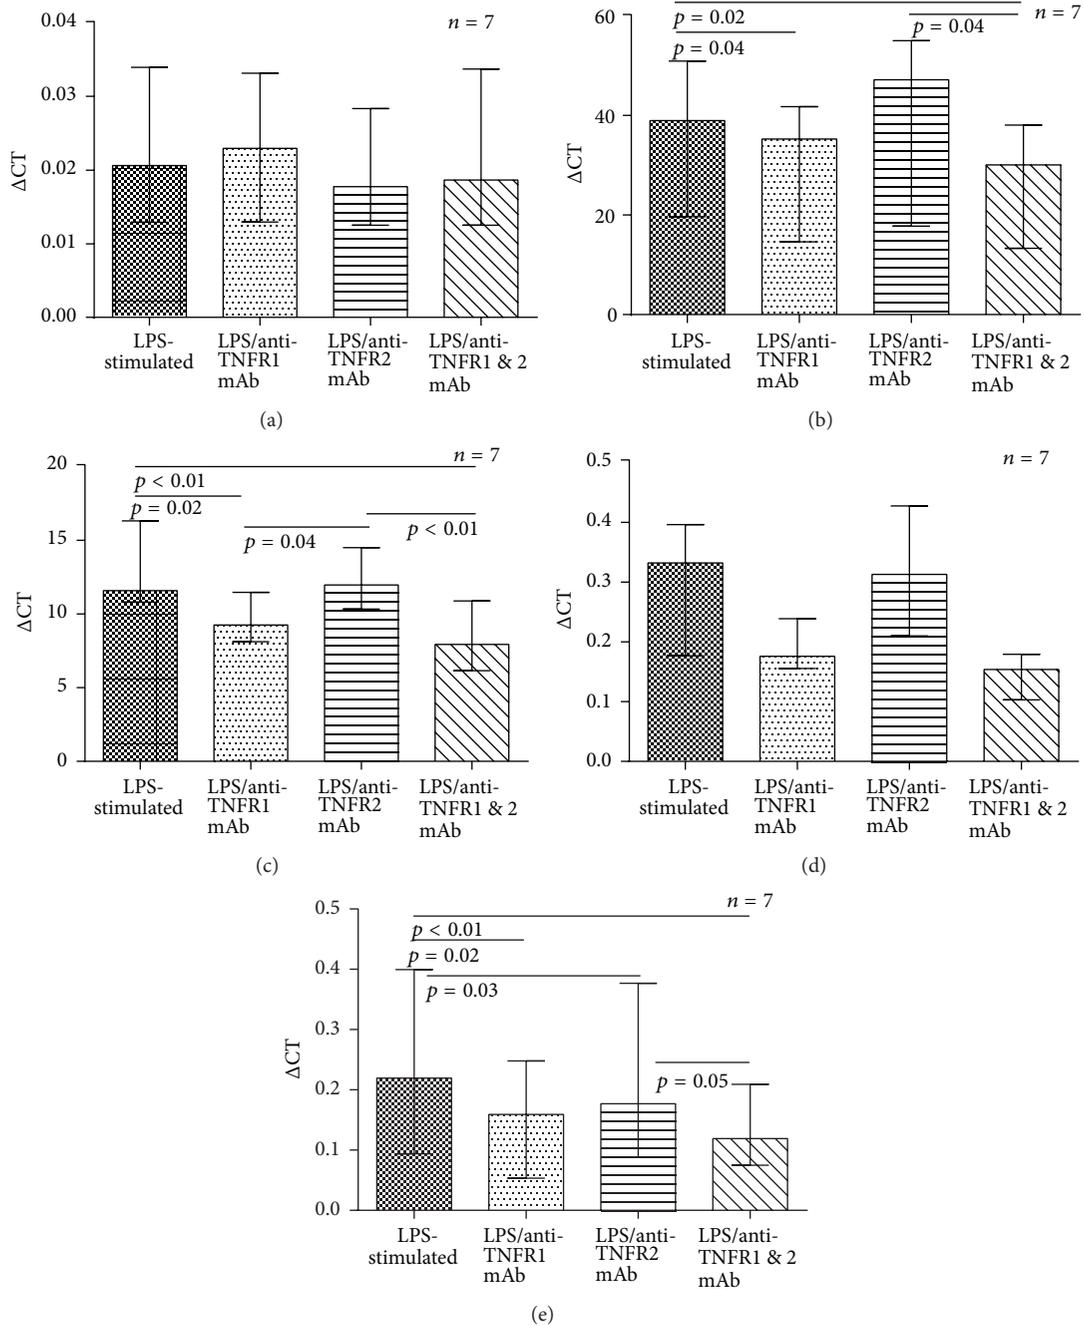 n = 7
0.04
0.03
0.02
0.01
0.00
ΔCT
LPS-
stimulated
LPS/anti-
TNFR1
mAb
LPS/anti-
TNFR2
mAb
LPS/anti-
TNFR1 & 2
mAb
(a)
n = 7
p = 0.02
p = 0.04
p = 0.04
60
40
20
0
ΔCT
LPS-
stimulated
LPS/anti-
TNFR1
mAb
LPS/anti-
TNFR2
mAb
LPS/anti-
TNFR1 & 2
mAb
(b)
n = 7
p < 0.01
p = 0.02
p = 0.04
p < 0.01
20
15
10
5
0
ΔCT
LPS-
stimulated
LPS/anti-
TNFR1
mAb
LPS/anti-
TNFR2
mAb
LPS/anti-
TNFR1 & 2
mAb
(c)
n = 7
0.5
0.4
0.3
0.2
0.1
0.0
ΔCT
LPS-
stimulated
LPS/anti-
TNFR1
mAb
LPS/anti-
TNFR2
mAb
LPS/anti-
TNFR1 & 2
mAb
(d)
n = 7
p < 0.01
p = 0.02
p = 0.03
p = 0.05
0.5
0.4
0.3
0.2
0.1
0.0
ΔCT
LPS-
stimulated
LPS/anti-
TNFR1
mAb
LPS/anti-
TNFR2
mAb
LPS/anti-
TNFR1 & 2
mAb
(e)